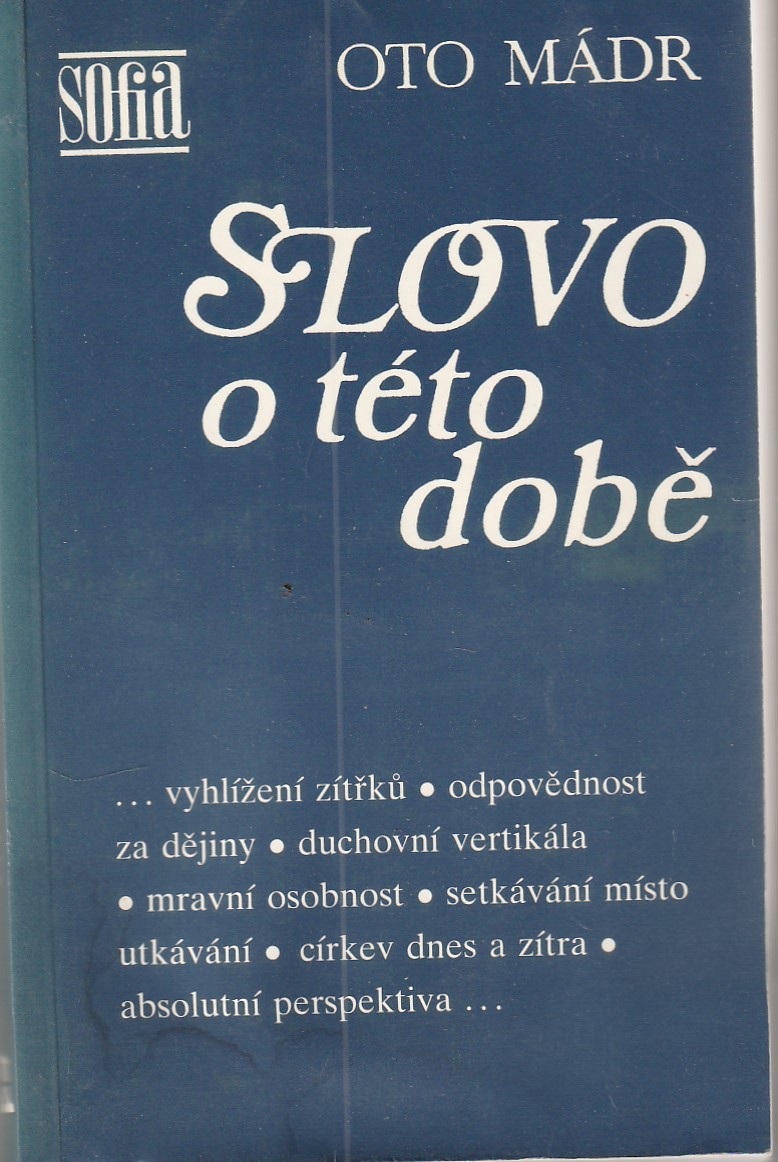 sofia
OTO MÁDR
SLOVO
o této
době
... vyhlížení zítřků • odpovědnost
za dějiny • duchovní vertikála
• mravní osobnost • setkávání místo
utkávání • církev dnes a zítra •
absolutní perspektiva ...